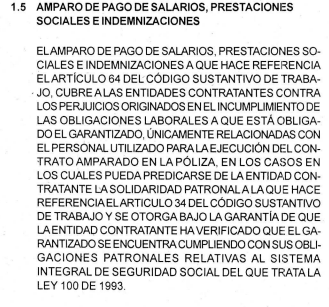 1.5 AMPARO DE PAGO DE SALARIOS, PRESTACIONES
SOCIALES E INDEMNIZACIONES
EL AMPARO DE PAGO DE SALARIOS, PRESTACIONES SO-
CIALES E INDEMNIZACIONES A QUE HACE REFERENCIA
EL ARTÍCULO 64 DEL CÓDIGO SUSTANTIVO DE TRABA-
JO, CUBRE A LAS ENTIDADES CONTRATANTES CONTRA
LOS PERJUICIOS ORIGINADOS EN EL INCUMPLIMIENTO DE
LAS OBLIGACIONES LABORALES A QUE ESTÁ OBLIGA-
DO EL GARANTIZADO, ÚNICAMENTE RELACIONADAS CON
EL PERSONAL UTILIZADO PARA LA EJECUCIÓN DEL CON-
TRATO AMPARADO EN LA PÓLIZA, EN LOS CASOS EN
LOS CUALES PUEDA PREDICARSE DE LA ENTIDAD CON-
TRATANTE LA SOLIDARIDAD PATRONAL A LA QUE HACE
REFERENCIA EL ARTICULO 34 DEL CÓDIGO SUSTANTIVO
DE TRABAJO Y SE OTORGA BAJO LA GARANTÍA DE QUE
LA ENTIDAD CONTRATANTE HA VERIFICADO QUE EL GA-
RANTIZADO SE ENCUENTRA CUMPLIENDO CON SUS OBLI-
GACIONES PATRONALES RELATIVAS AL SISTEMA
INTEGRAL DE SEGURIDAD SOCIAL DEL QUE TRATA LA
LEY 100 DE 1993.